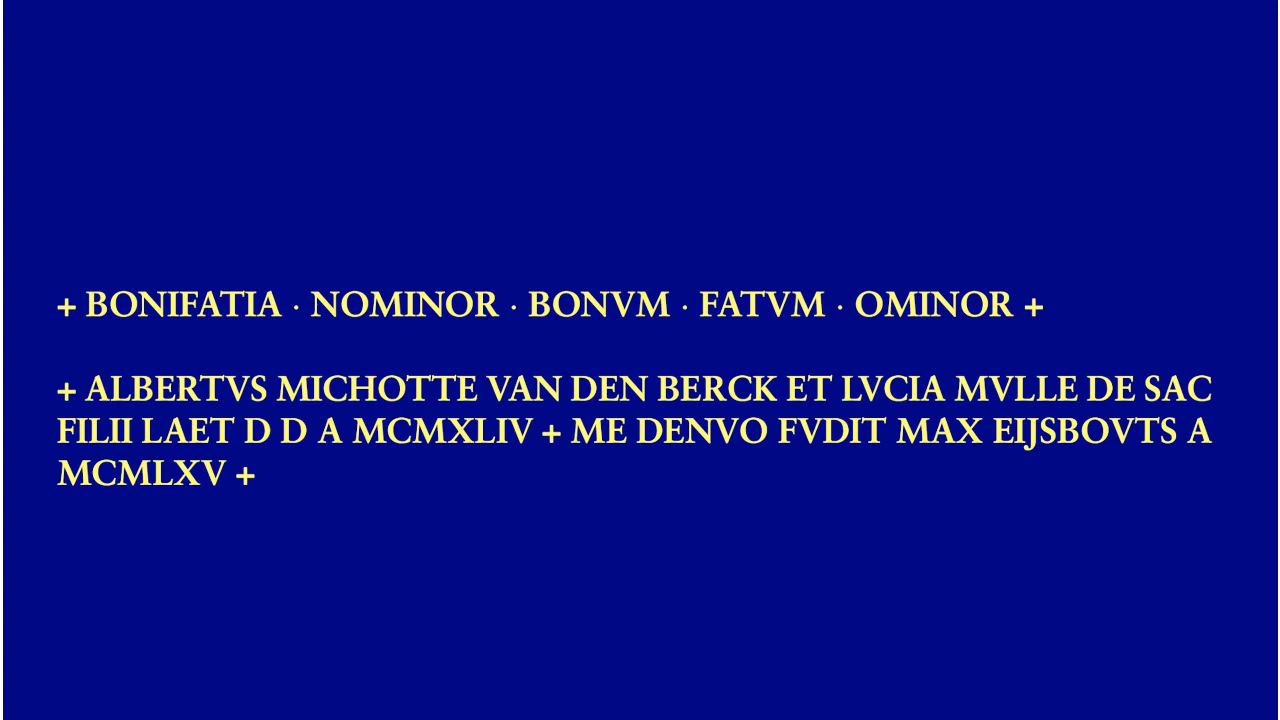 + BONIFATIA · NOMINOR · BONVM · FATVM · OMINOR +
+ ALBERTVS MICHOTTE VAN DEN BERCK ET LVCIA MVLLE DE SAC
FILII LAET D D A MCMXLIV + ME DENVO FVDIT MAX EIJSBOVTS A
MCMLXV +